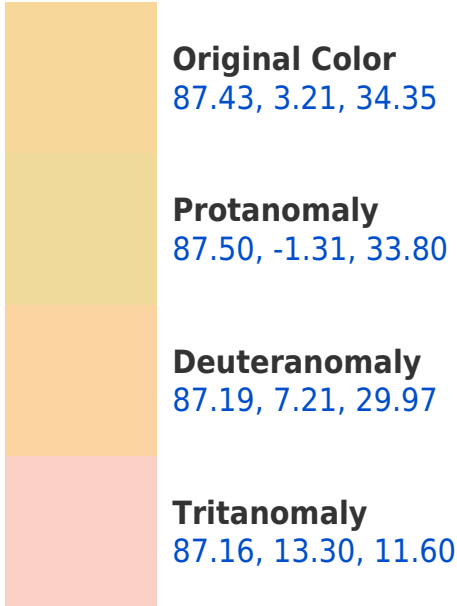 Original Color
87.43, 3.21, 34.35
Protanomaly
87.50, -1.31, 33.80
Deuteranomaly
87.19, 7.21, 29.97
Tritanomaly
87.16, 13.30, 11.60